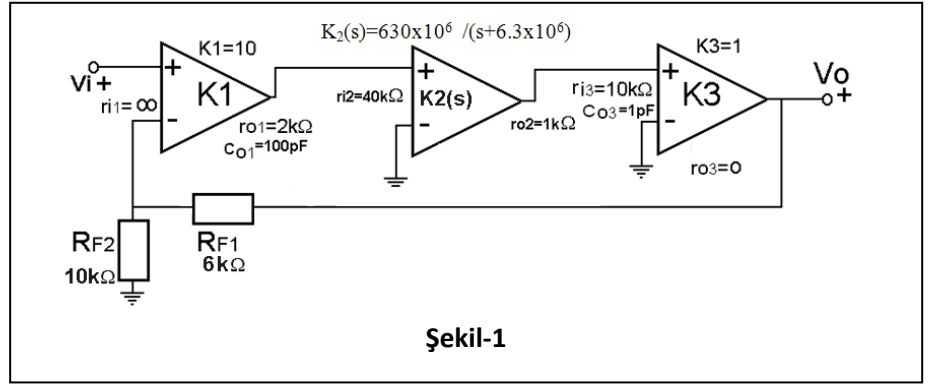 K₂(s)=630x10⁶ /(s+6.3x10⁶)
K1=10
K3=1
Vi +
+
-
K1
ri1= ∞
ro1=2kΩ
Co1=100pF
ri2=40kΩ
+
-
K2(s)
ro2=1kΩ
ri3=10kΩ
Co3=1pF
+
-
K3
ro3=0
Vo
+
RF2
10kΩ
RF1
6kΩ
Şekil-1